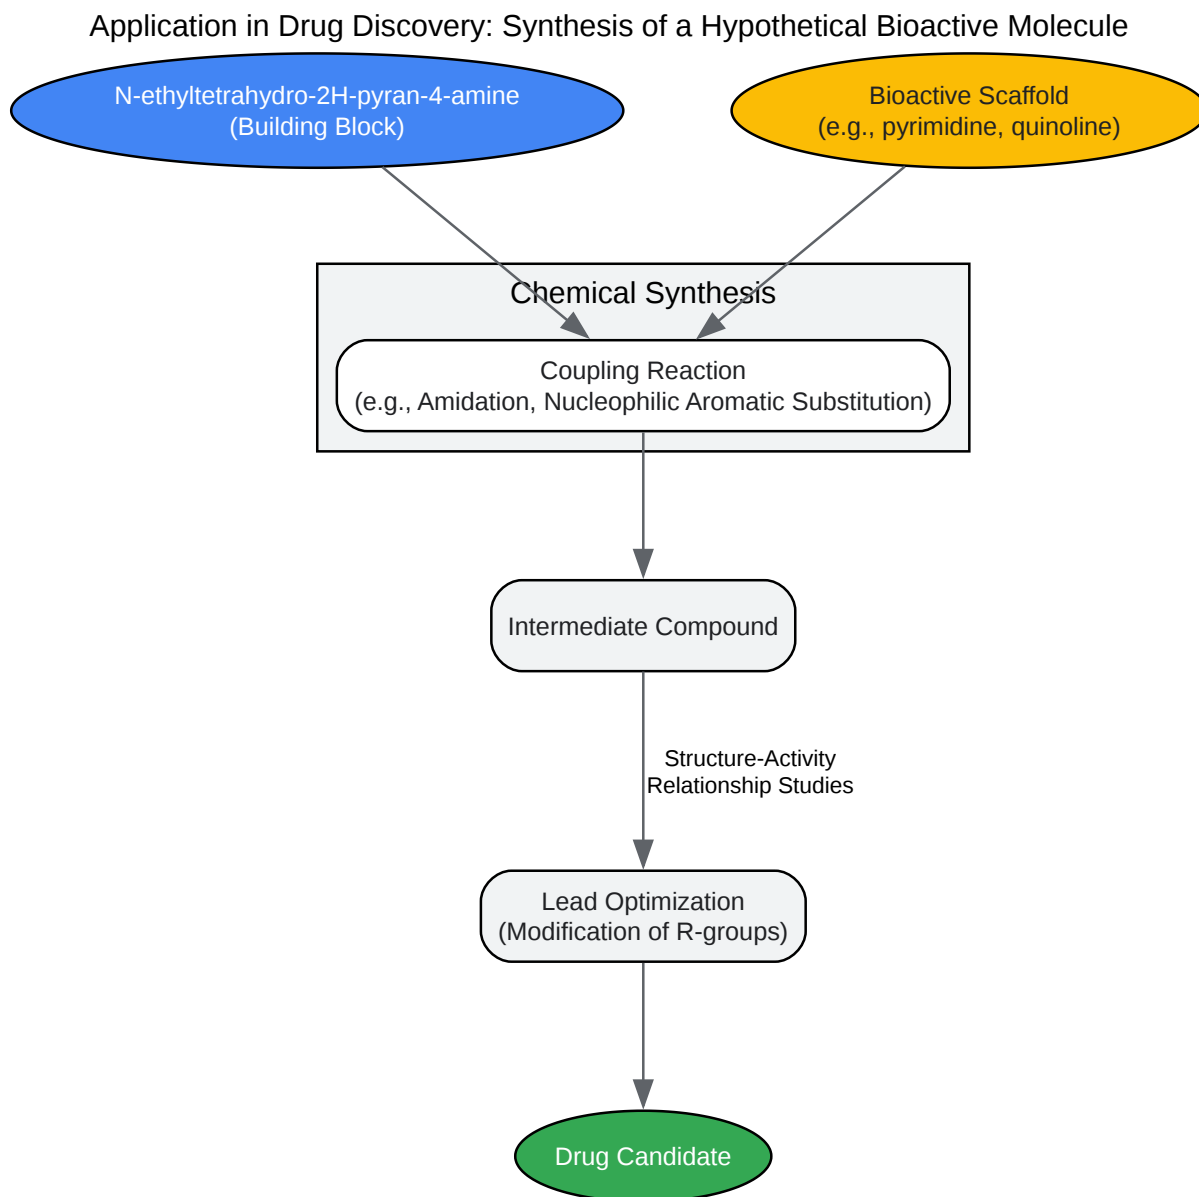 Application in Drug Discovery: Synthesis of a Hypothetical Bioactive Molecule
N-ethyltetrahydro-2H-pyran-4-amine
(Building Block)
Bioactive Scaffold
(e.g., pyrimidine, quinoline)
Chemical Synthesis
Coupling Reaction
(e.g., Amidation, Nucleophilic Aromatic Substitution)
Intermediate Compound
Structure-Activity
Relationship Studies
Lead Optimization
(Modification of R-groups)
Drug Candidate